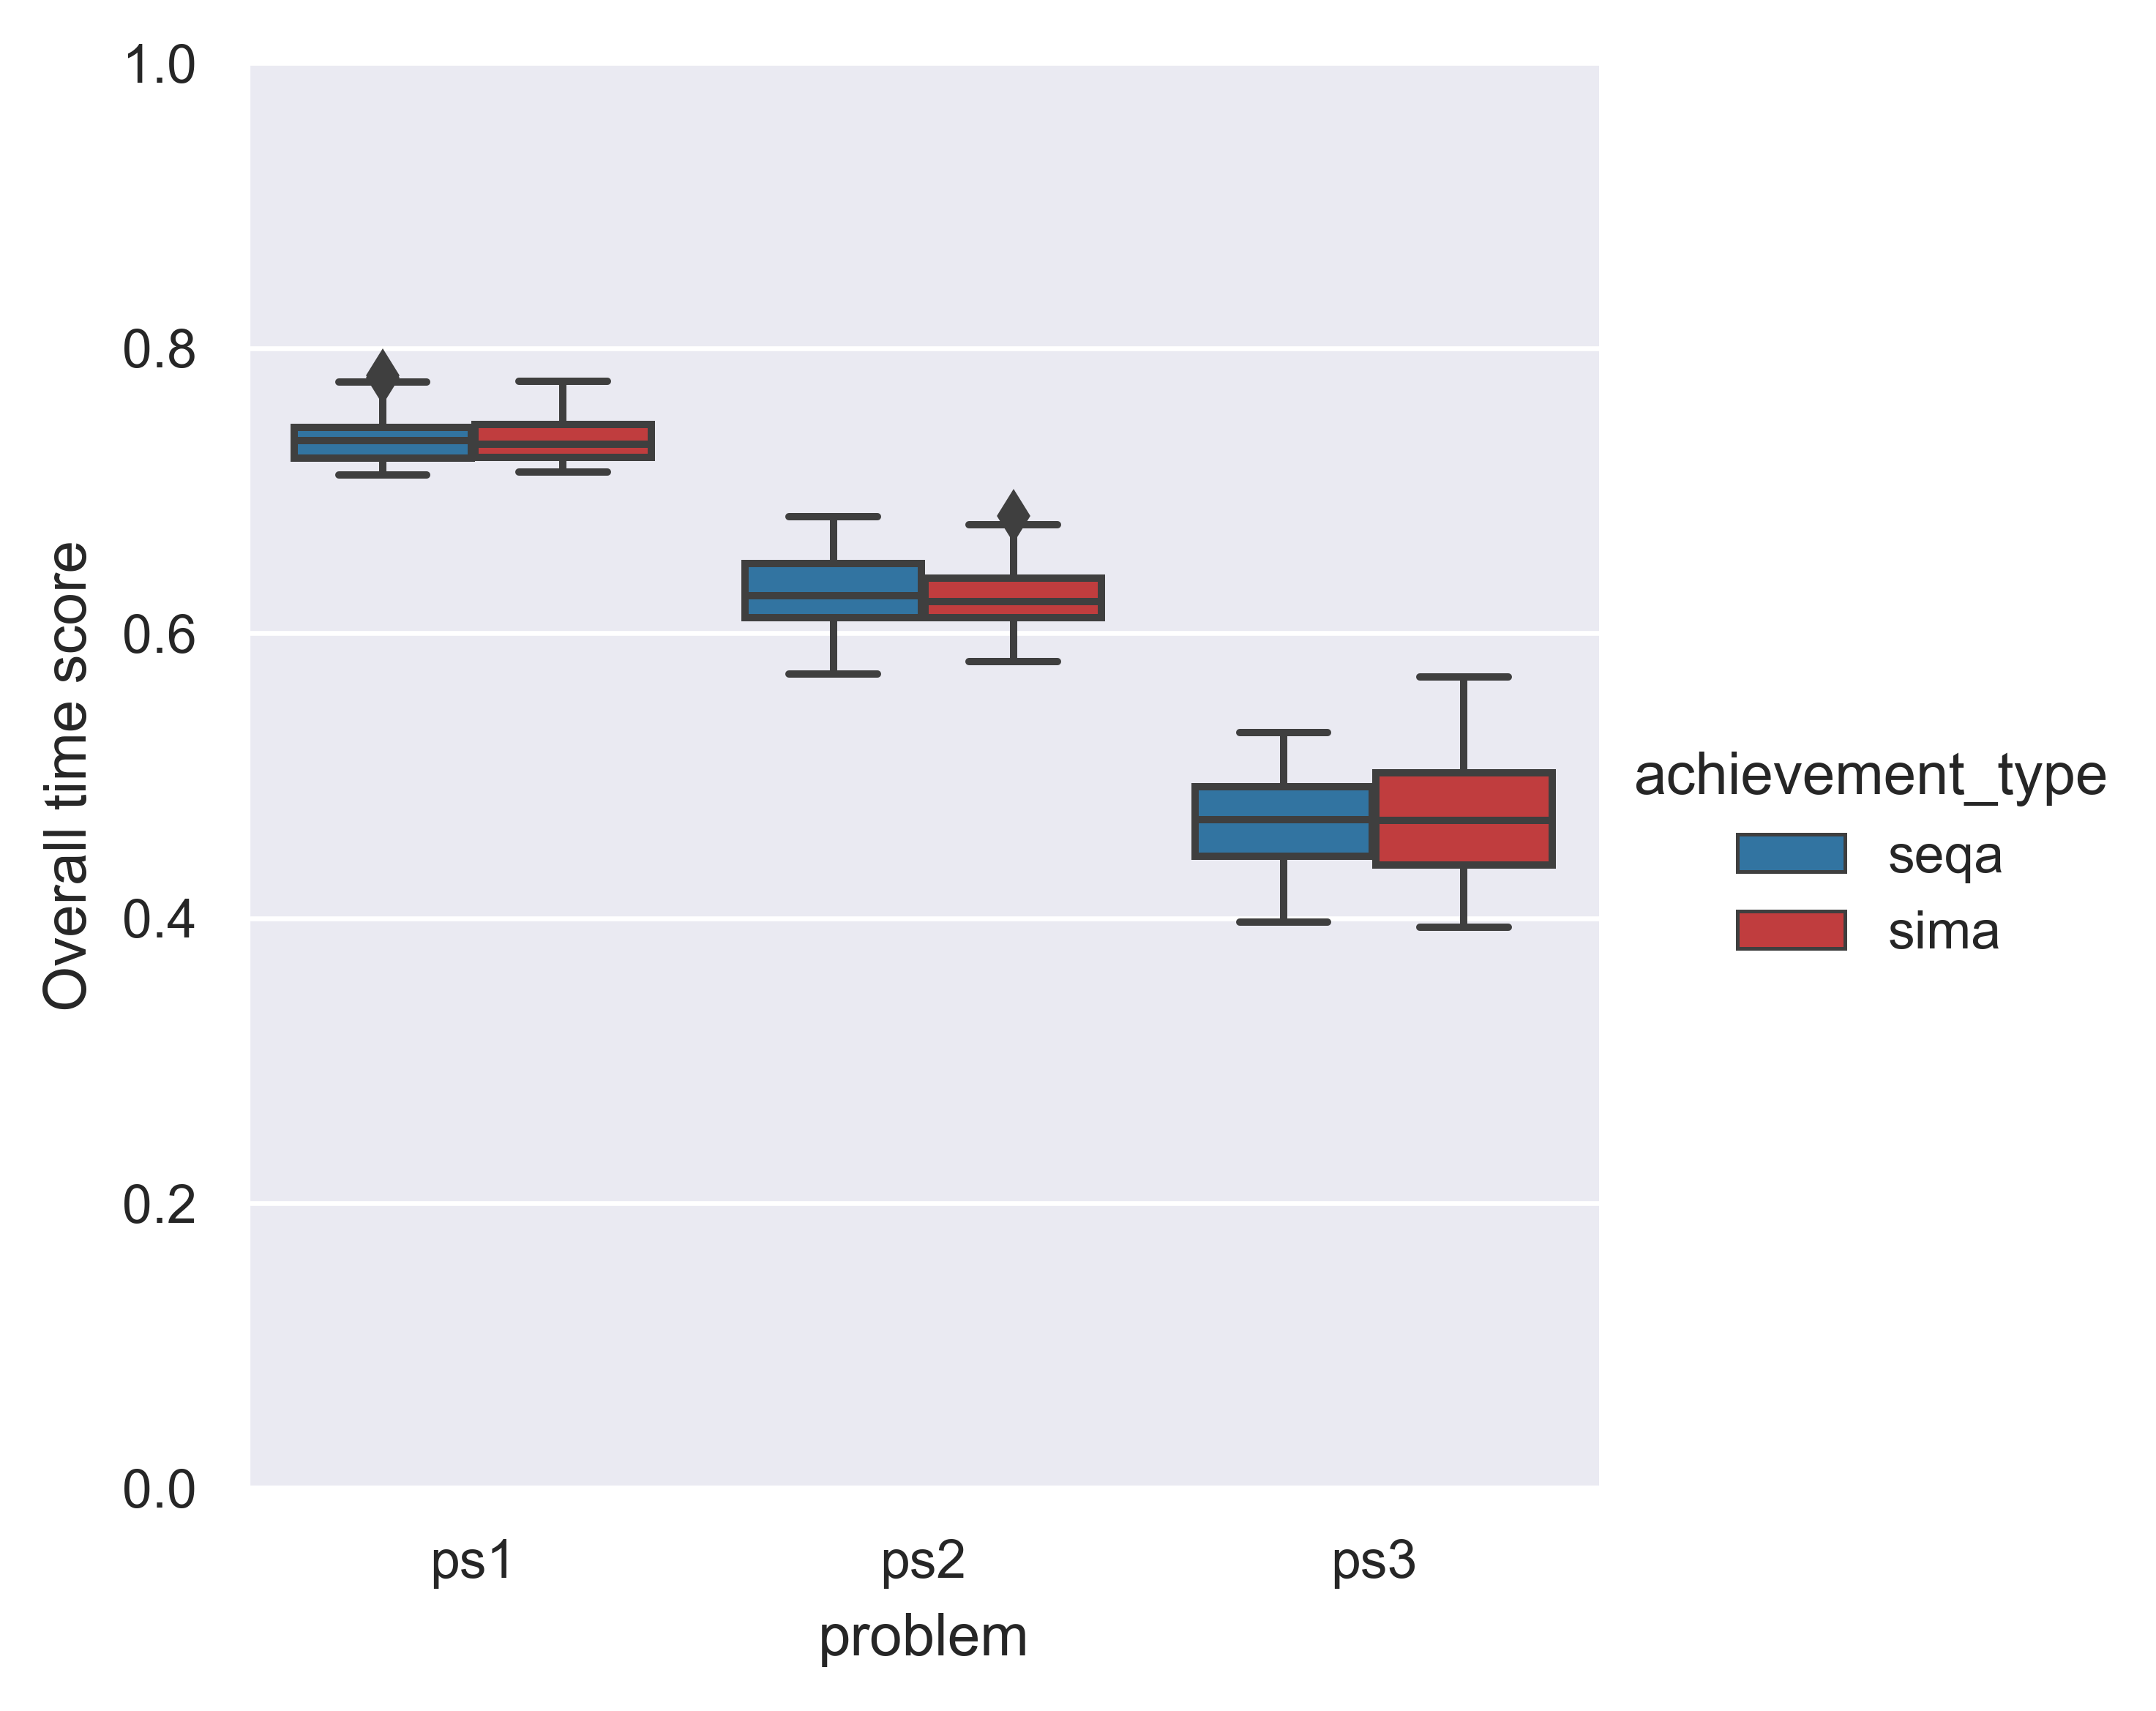 Overall time score
1.0
0.8
0.6
0.4
0.2
0.0
ps1 ps2 ps3
problem
achievement_type
seqa
sima